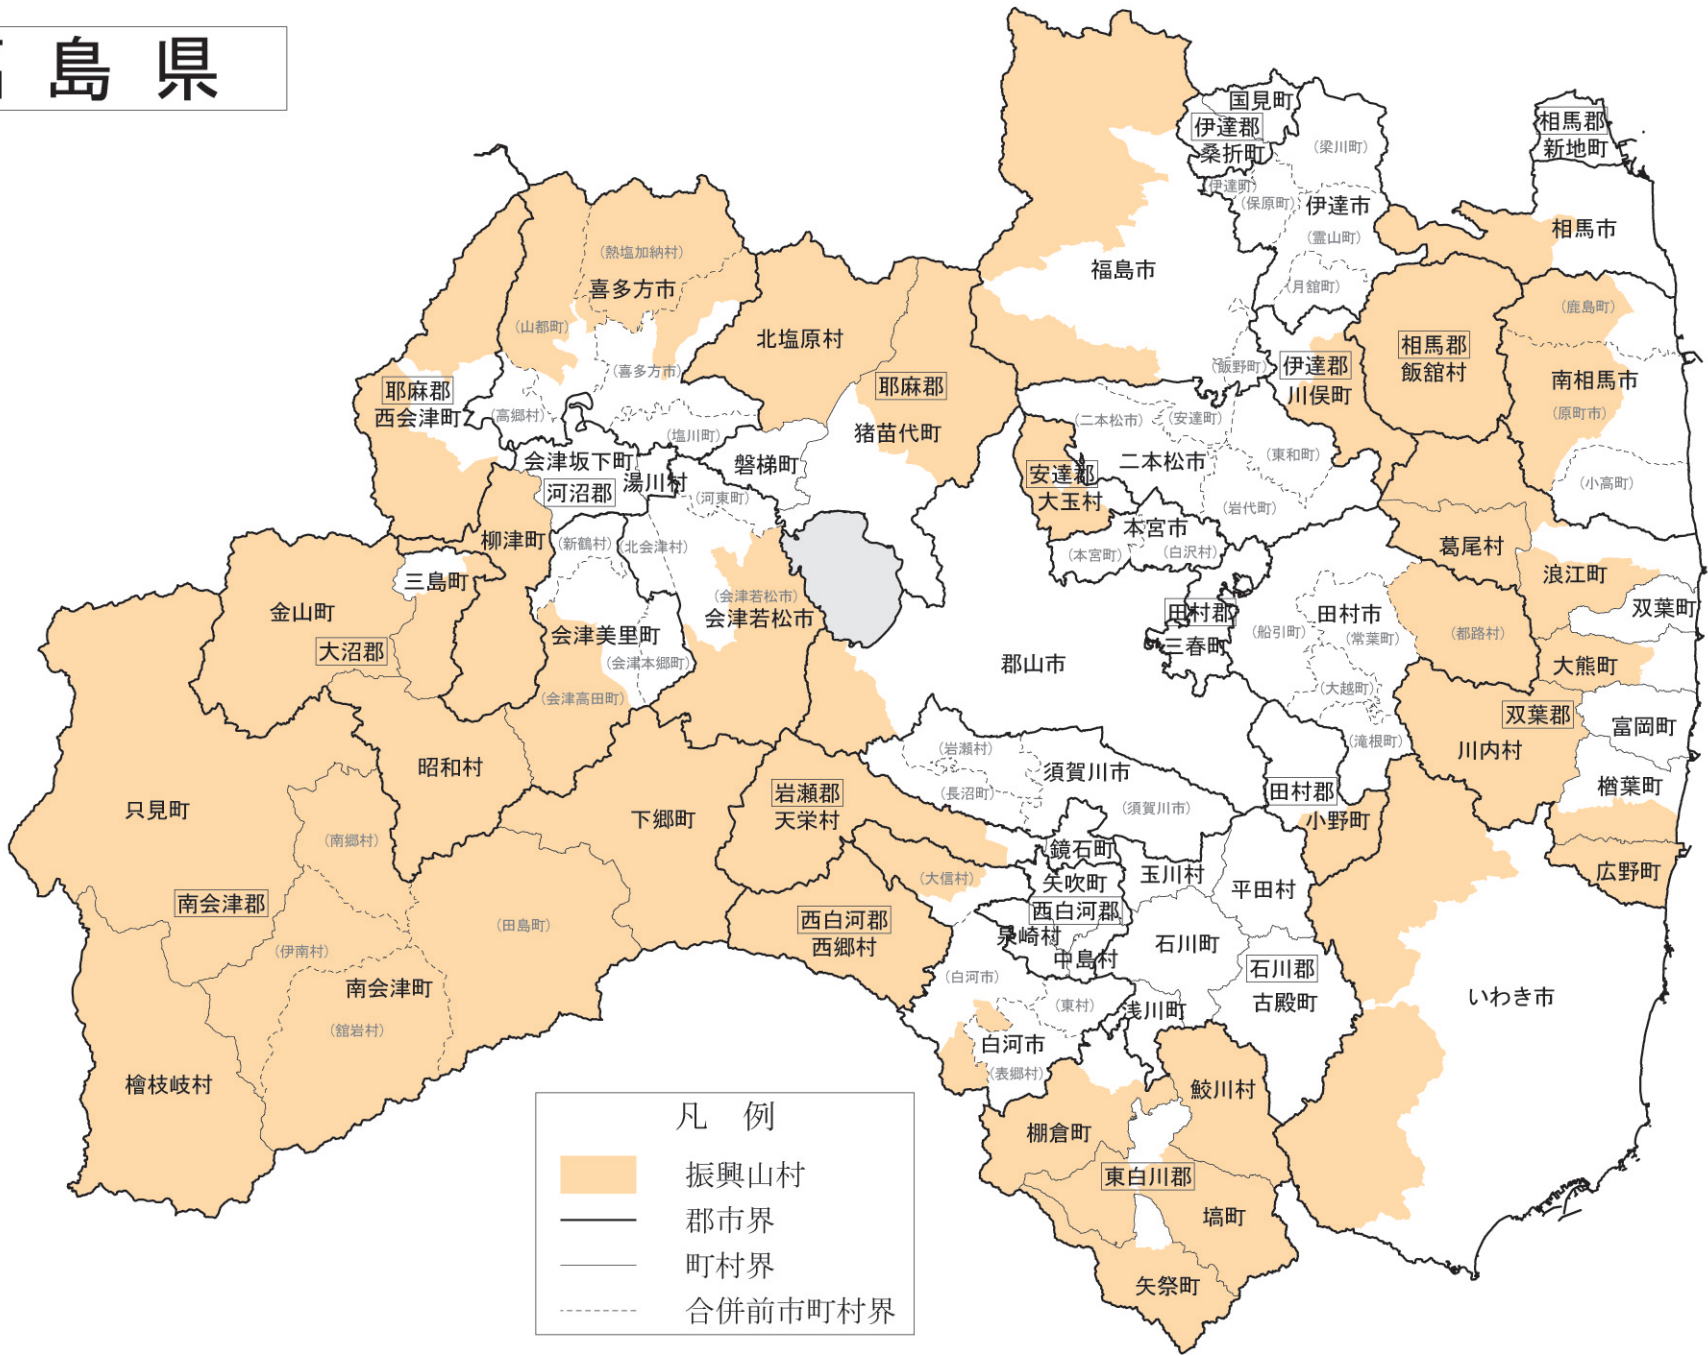 島県
国見町
伊達郡
桑折町
(梁川町)
(伊達町)
(保原町)
伊達市
(霊山町)
(月舘町)
相馬郡
新地町
相馬市
福島市
(飯野町)
伊達郡
川俣町
相馬郡
飯舘村
(鹿島町)
南相馬市
(原町市)
(小高町)
(熱塩加納村)
喜多方市
(山都町)
(喜多方市)
(高郷村)
(塩川町)
耶麻郡
西会津町
北塩原村
耶麻郡
猪苗代町
磐梯町
会津坂下町
湯川村
河沼郡
(河東町)
柳津町
(新鶴村)
(北会津村)
三島町
金山町
大沼郡
会津美里町
(会津本郷町)
(会津高田町)
(会津若松市)
会津若松市
昭和村
(二本松市)
(安達町)
二本松市
(東和町)
(岩代町)
安達郡
大玉村
本宮市
(本宮町)
(白沢村)
葛尾村
浪江町
双葉町
田村郡
三春町
田村市
(船引町)
(常葉町)
(都路村)
(大越町)
(滝根町)
大熊町
双葉郡
川内村
富岡町
楢葉町
広野町
郡山市
(岩瀬村)
須賀川市
(長沼町)
(須賀川市)
田村郡
小野町
岩瀬郡
天栄村
下郷町
只見町
(南郷村)
南会津郡
(伊南村)
(田島町)
南会津町
(舘岩村)
檜枝岐村
鏡石町
矢吹町
玉川村
平田村
(大信村)
西白河郡
西郷村
西白河郡
泉崎村
中島村
石川町
石川郡
古殿町
(白河市)
(東村)
浅川町
白河市
(表郷村)
いわき市
鮫川村
棚倉町
東白川郡
塙町
矢祭町
凡例
振興山村
郡市界
町村界
合併前市町村界